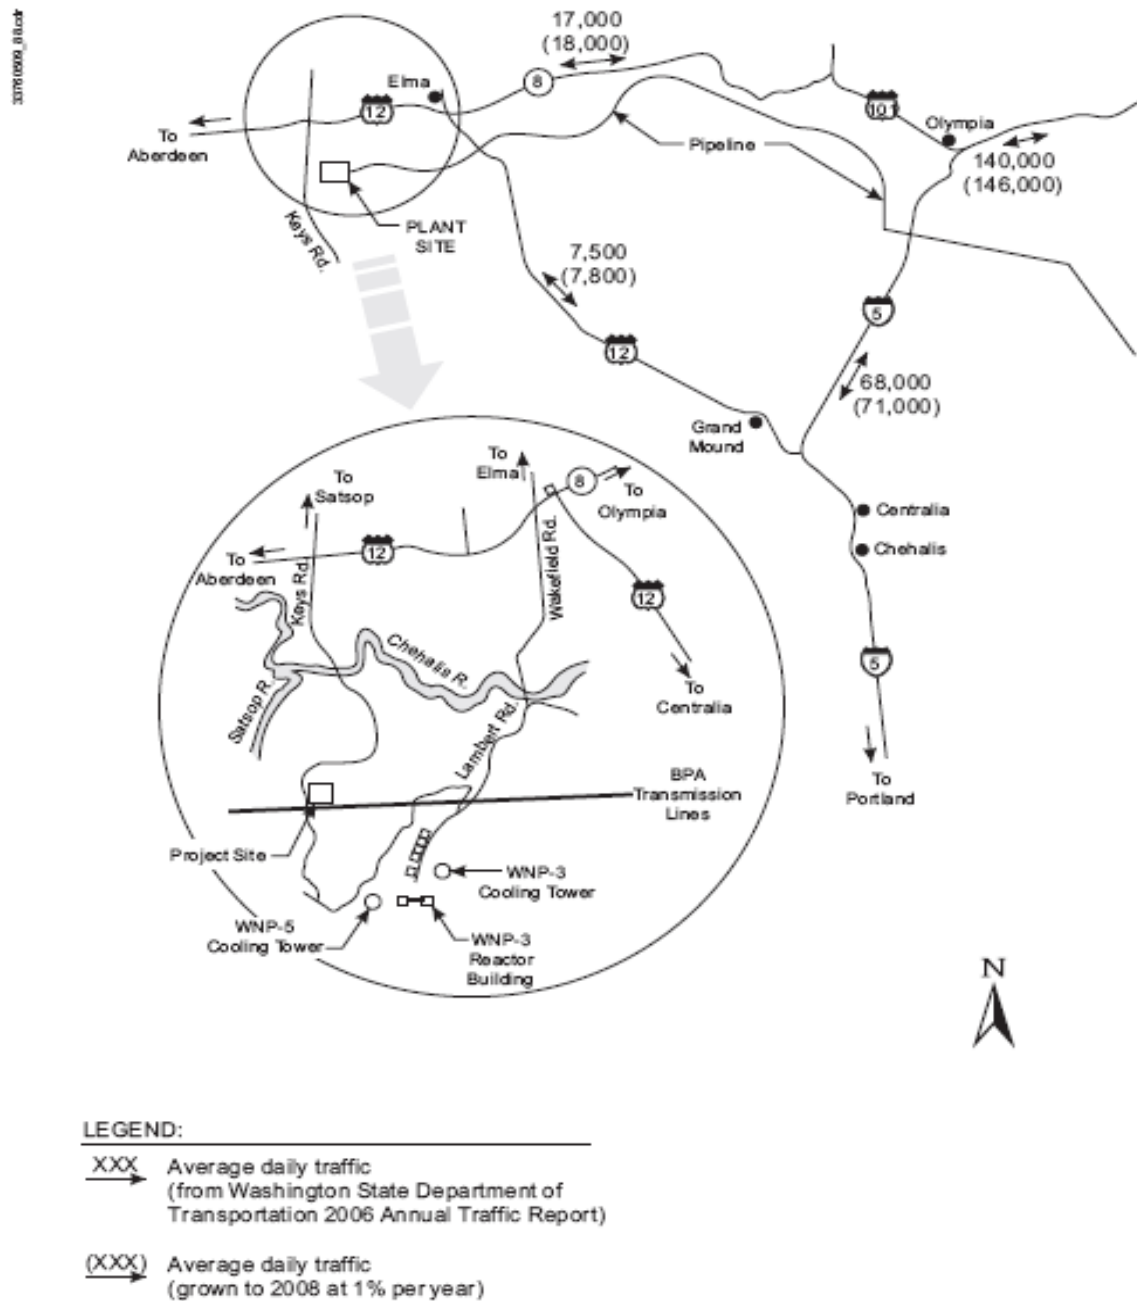 33760509_88.cdr
17,000
(18,000)
8
Elma
12
To
Aberdeen
101
Olympia
Pipeline
140,000
(146,000)
PLANT
SITE
Keys Rd.
7,500
(7,800)
5
12
68,000
(71,000)
Grand
Mound
Centralia
Chehalis
5
To
Portland
To
Satsop
To
Elma
8
To
Olympia
12
To
Aberdeen
Keys Rd.
Wakefield Rd.
12
Chehalis R.
Satsop R.
To
Centralia
Lambert Rd.
BPA
Transmission
Lines
Project Site
WNP-3
Cooling Tower
WNP-5
Cooling Tower
WNP-3
Reactor
Building
N
LEGEND:
XXX Average daily traffic
(from Washington State Department of
Transportation 2006 Annual Traffic Report)
(XXX) Average daily traffic
(grown to 2008 at 1% per year)